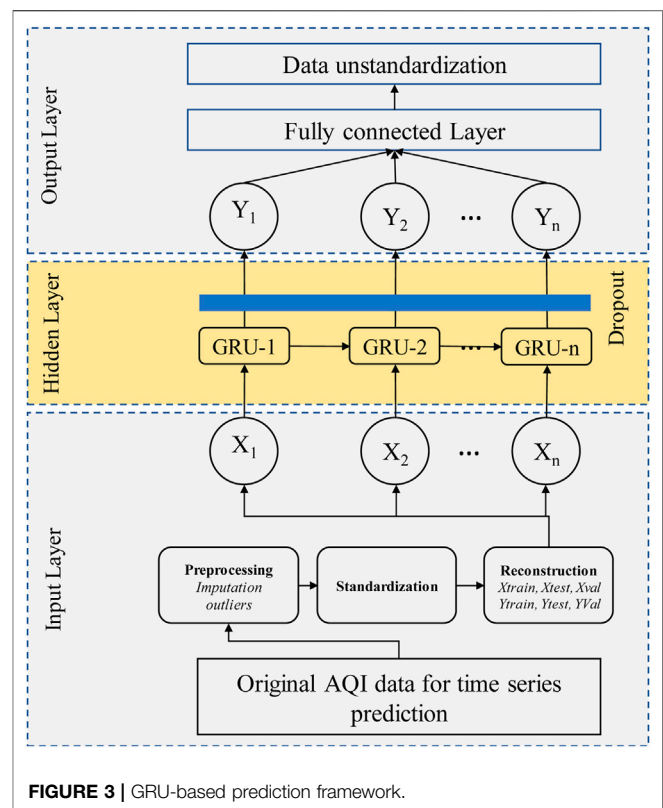 Output Layer
Data unstandardization
Fully connected Layer
Y1
Y2
...
Yn
Hidden Layer
Dropout
GRU-1
GRU-2
...
GRU-n
Input Layer
X1
X2
...
Xn
Preprocessing
Imputation
outliers
Standardization
Reconstruction
Xtrain, Xtest, Xval
Ytrain, Ytest, YVal
Original AQI data for time series
prediction
FIGURE 3 | GRU-based prediction framework.